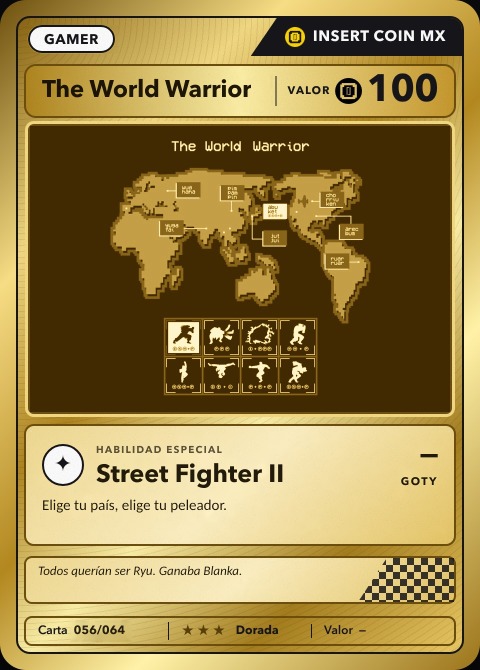 GAMER
INSERT COIN MX
The World Warrior
VALOR 100
The World Warrior
HABILIDAD ESPECIAL
Street Fighter II
GOTY
Elige tu país, elige tu peleador.
Todos querían ser Ryu. Ganaba Blanka.
Carta 056/064 ★★★ Dorada Valor —